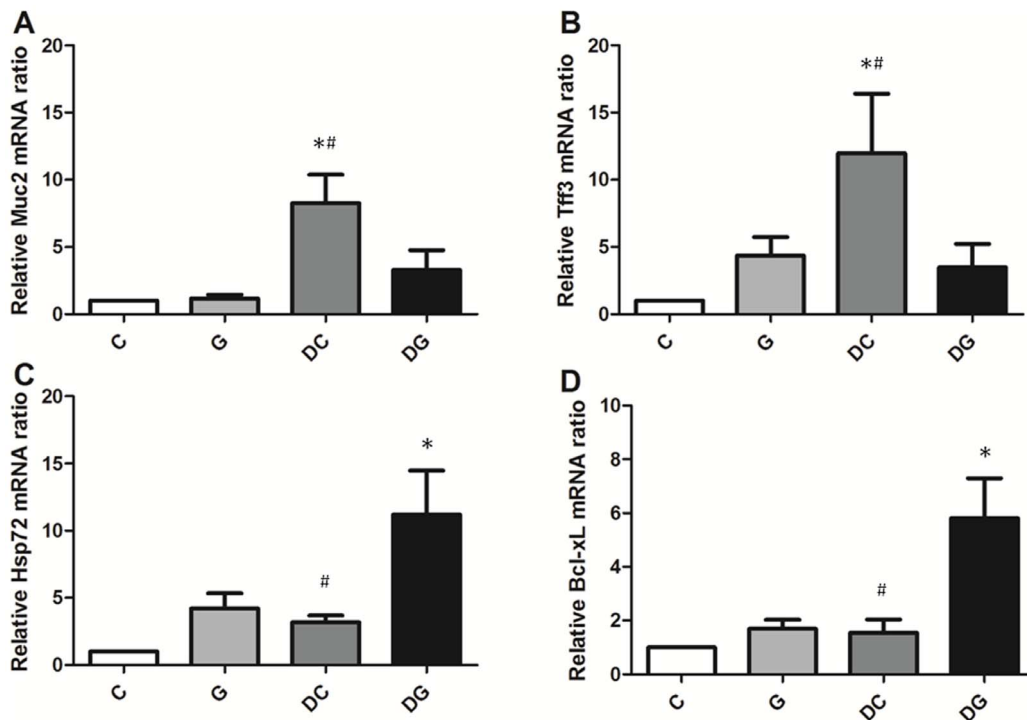 A
Relative Muc2 mRNA ratio
20
15
10
5
0
*#
C
G
DC
DG
B
Relative Tff3 mRNA ratio
20
15
10
5
0
*#
C
G
DC
DG
C
Relative Hsp72 mRNA ratio
20
15
10
5
0
#
*
C
G
DC
DG
D
Relative Bcl-xL mRNA ratio
10
8
6
4
2
0
#
*
C
G
DC
DG